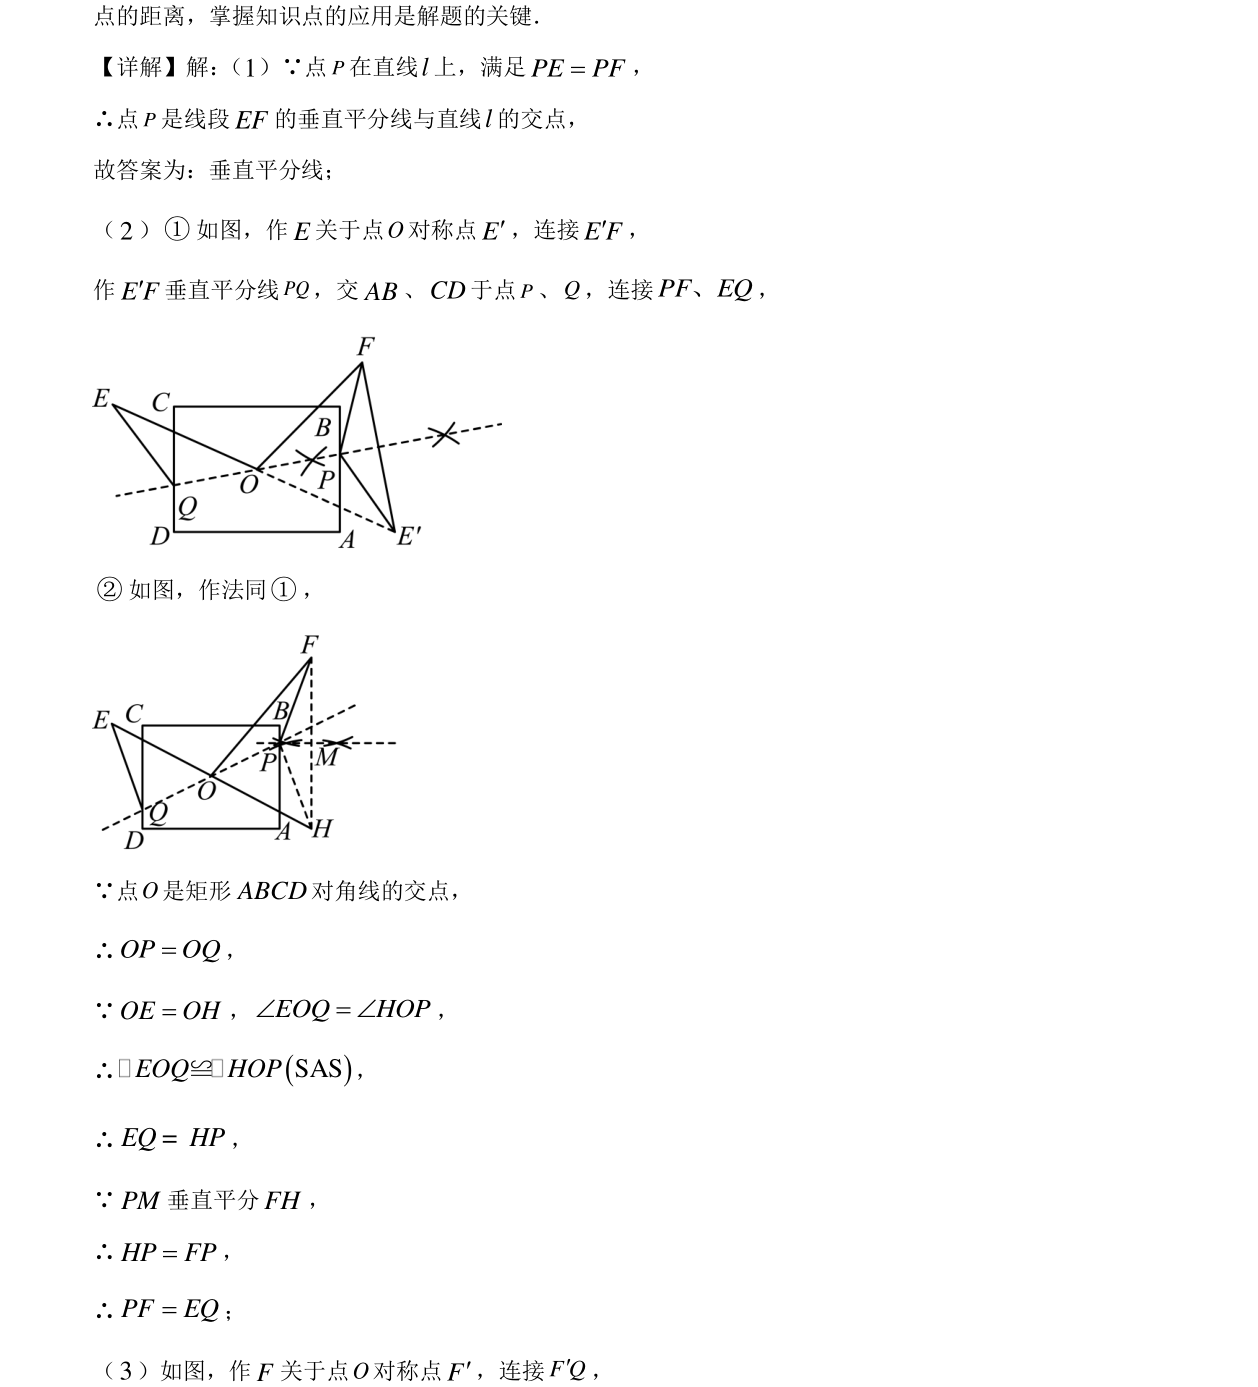 点的距离，掌握知识点的应用是解题的关键．
【详解】解：（1）∵点P在直线l上，满足PE = PF，
∴点P是线段EF的垂直平分线与直线l的交点，
故答案为：垂直平分线；
（2）①如图，作E关于点O对称点E′，连接E′F，
作E′F垂直平分线PQ，交AB、CD于点P、Q，连接PF、EQ，
F
E C
B
O P
Q
D A E′
②如图，作法同①，
F
E C B
P M
O
Q
D A H
∵点O是矩形ABCD对角线的交点，
∴OP = OQ，
∵OE = OH，∠EOQ = ∠HOP，
∴□EOQ≌□HOP(SAS)，
∴EQ = HP，
∵PM垂直平分FH，
∴HP = FP，
∴PF = EQ；
（3）如图，作F关于点O对称点F′，连接F′Q，